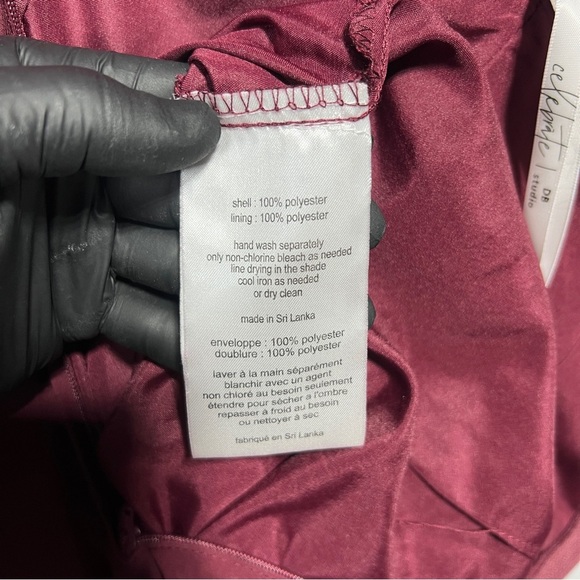 shell : 100% polyester
lining : 100% polyester
hand wash separately
only non-chlorine bleach as needed
line drying in the shade
cool iron as needed
or dry clean
made in Sri Lanka
enveloppe : 100% polyester
doublure : 100% polyester
laver à la main séparément
blanchir avec un agent
non chloré au besoin seulement
étendre pour sécher a l'ombre
repasser à froid au besoin
ou nettoyer à sec
fabriqué en Sri Lanka
celebrate | DB
studio